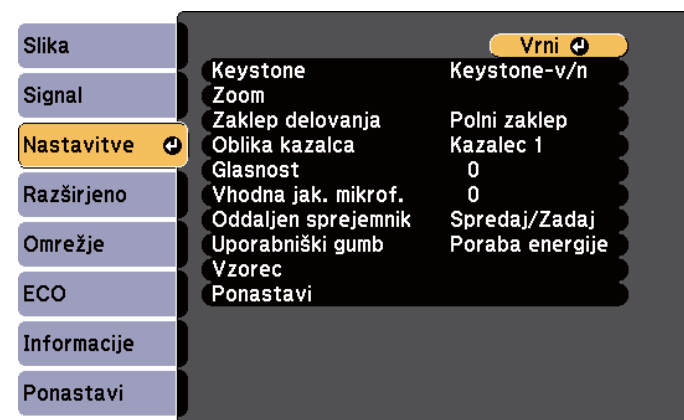 Slika
Signal
Nastavitve
Razširjeno
Omrežje
ECO
Informacije
Ponastavi
Vrni
Keystone Keystone-v/n
Zoom
Zaklep delovanja Polni zaklep
Oblika kazalca Kazalec 1
Glasnost 0
Vhodna jak. mikrof. 0
Oddaljen sprejemnik Spredaj/Zadaj
Uporabniški gumb Poraba energije
Vzorec
Ponastavi